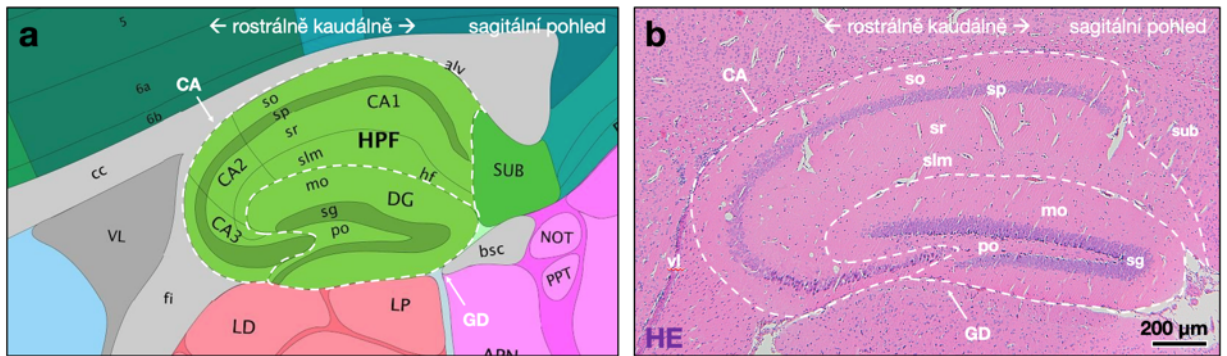 a
← rostrálně kaudálně →
sagitální pohled
5
6a
6b
CA
so
sp
sr
slm
mo
sg
po
alv
CA1
CA2
CA3
HPF
hf
DG
SUB
cc
VL
fi
LD
LP
bsc
NOT
PPT
APN
GD
b
← rostrálně kaudálně →
sagitální pohled
CA
so
sp
sr
slm
sub
mo
po
sg
vl
GD
HE
200 µm